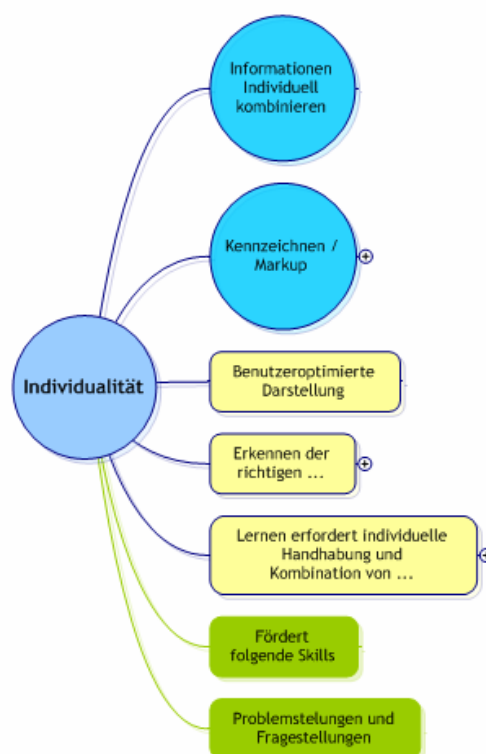 Informationen
Individuell
kombinieren
Kennzeichnen /
Markup
Individualität
Benutzeroptimierte
Darstellung
Erkennen der
richtigen ...
Lernen erfordert individuelle
Handhabung und
Kombination von ...
Fördert
folgende Skills
Problemstelungen und
Fragestellungen